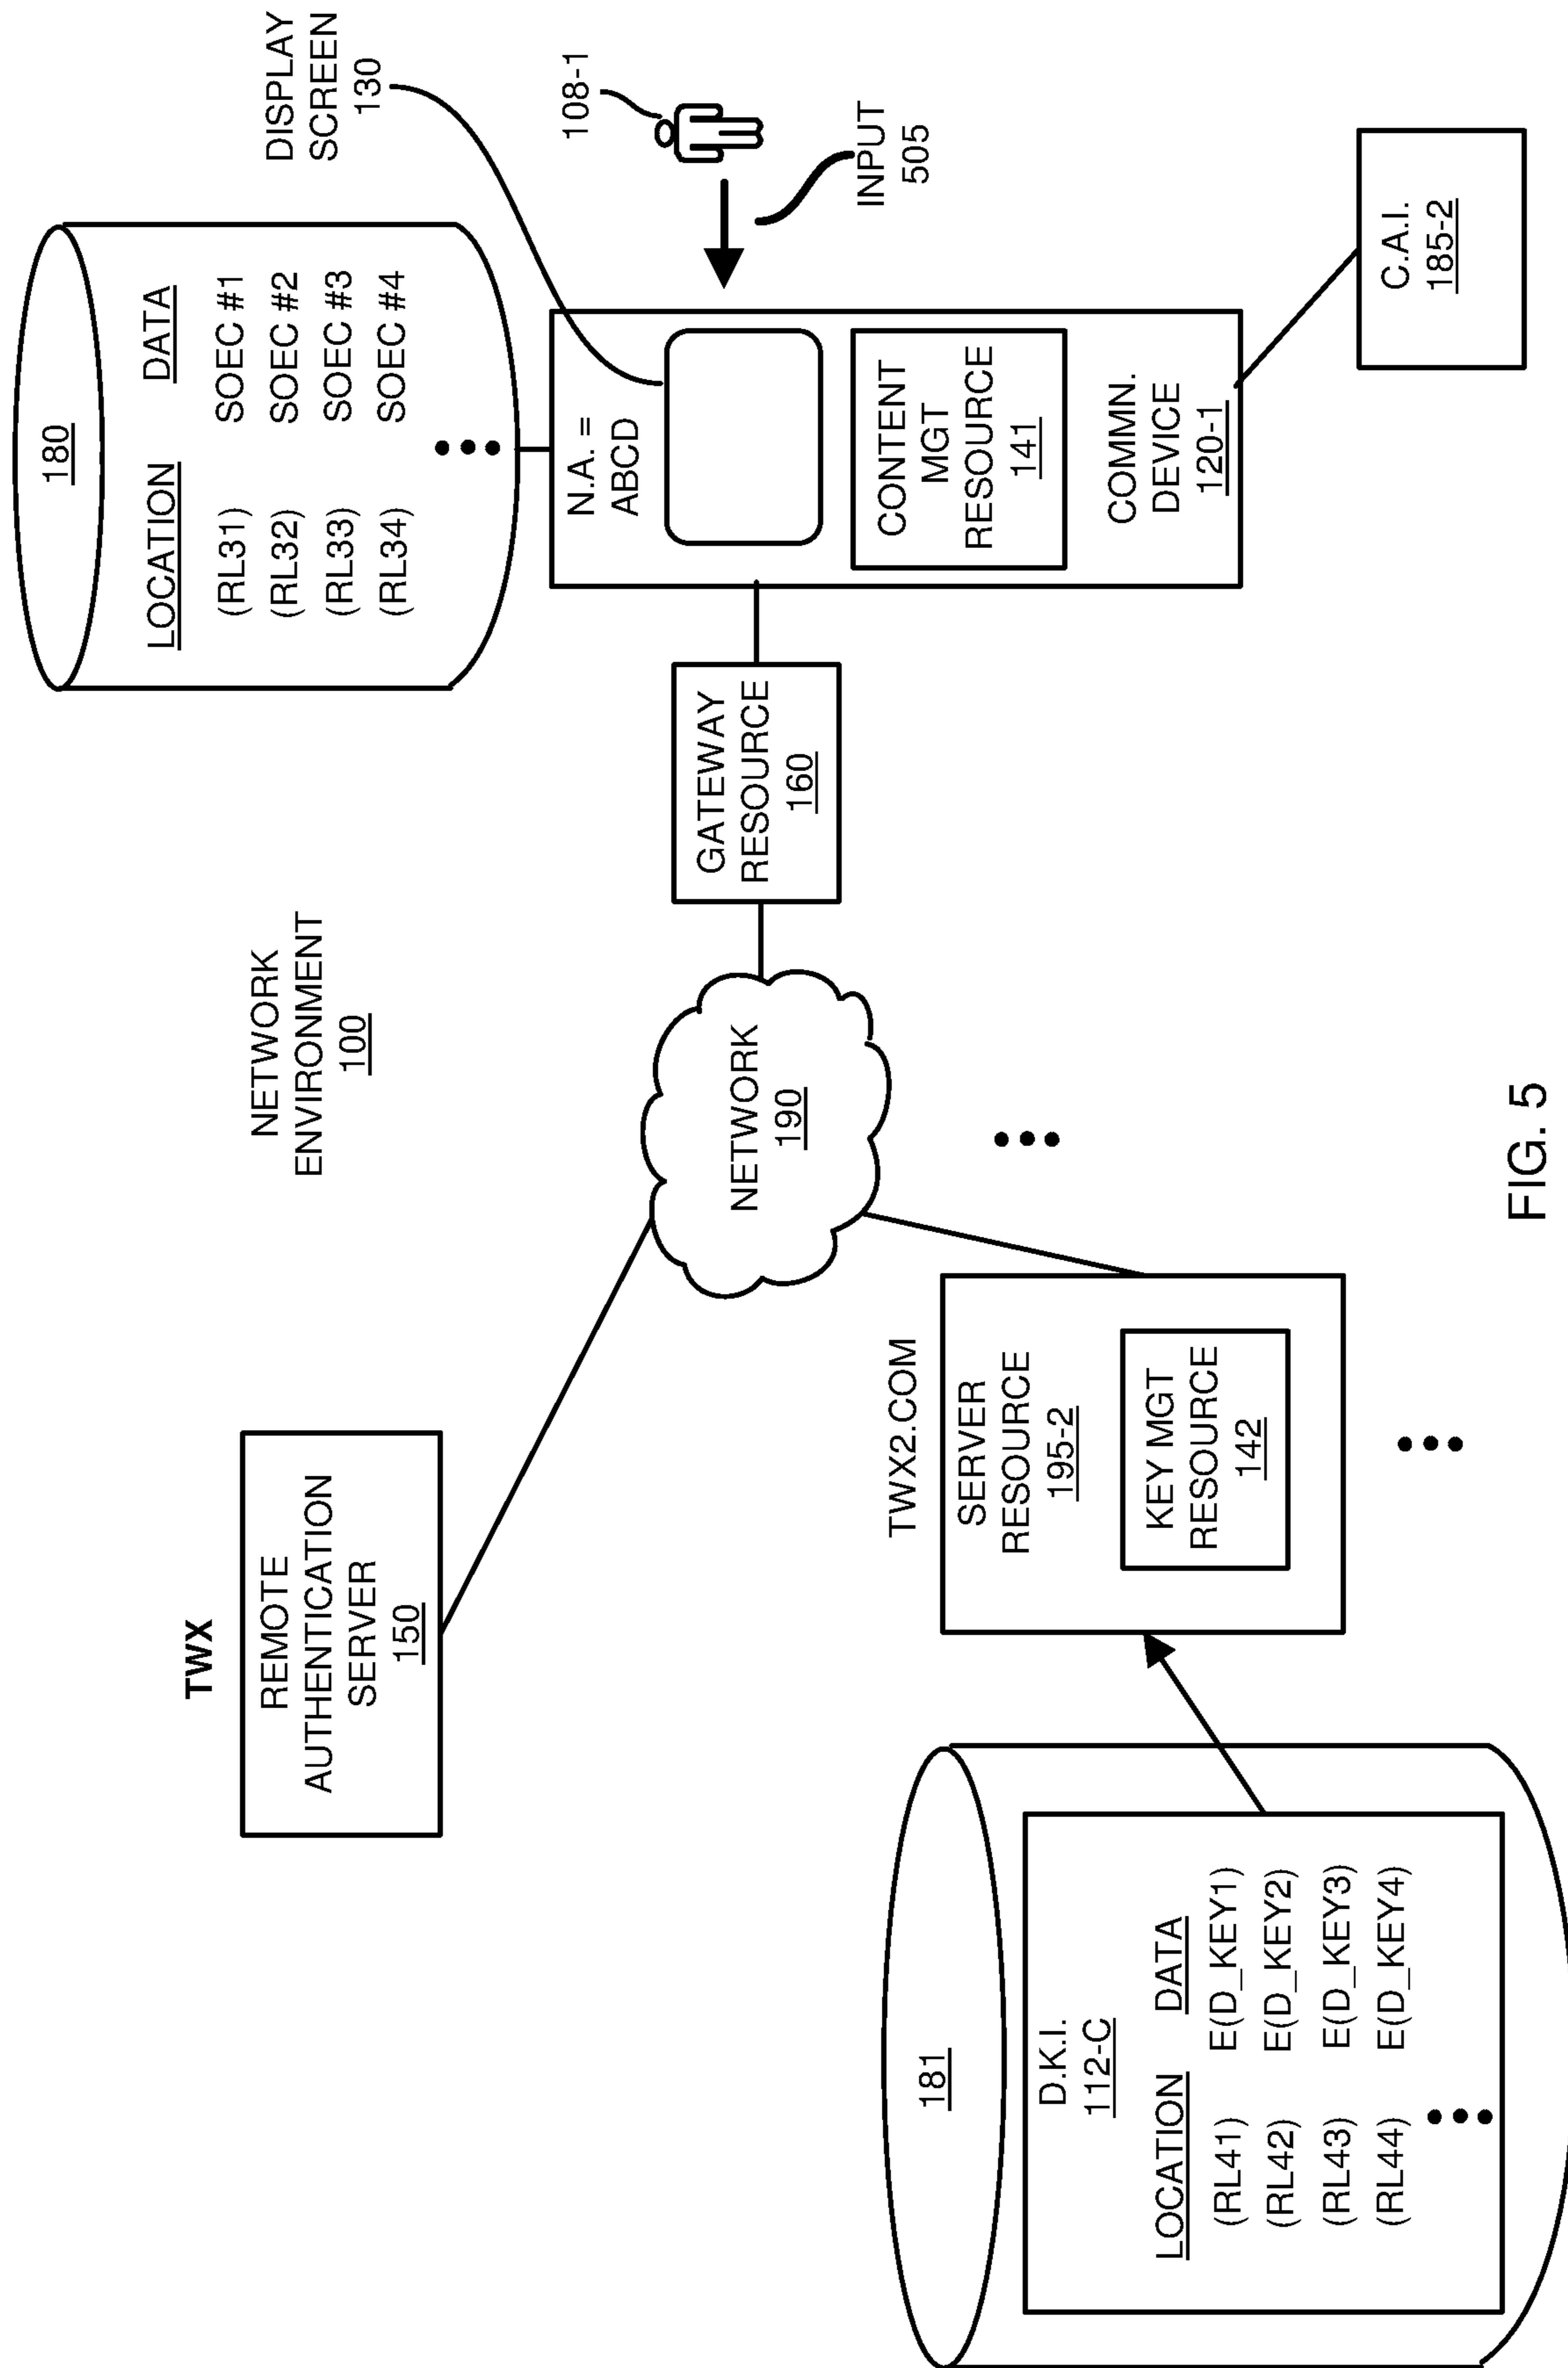 NETWORK
ENVIRONMENT
100
TWX
REMOTE
AUTHENTICATION
SERVER
150
NETWORK
190
GATEWAY
RESOURCE
160
180
LOCATION DATA
(RL31) SOEC #1
(RL32) SOEC #2
(RL33) SOEC #3
(RL34) SOEC #4
DISPLAY
SCREEN
130
108-1
INPUT
505
N.A. =
ABCD
CONTENT
MGT
RESOURCE
141
COMMN.
DEVICE
120-1
C.A.I.
185-2
TWX2.COM
SERVER
RESOURCE
195-2
KEY MGT
RESOURCE
142
181
D.K.I.
112-C
LOCATION DATA
(RL41) E(D_KEY1)
(RL42) E(D_KEY2)
(RL43) E(D_KEY3)
(RL44) E(D_KEY4)
FIG. 5